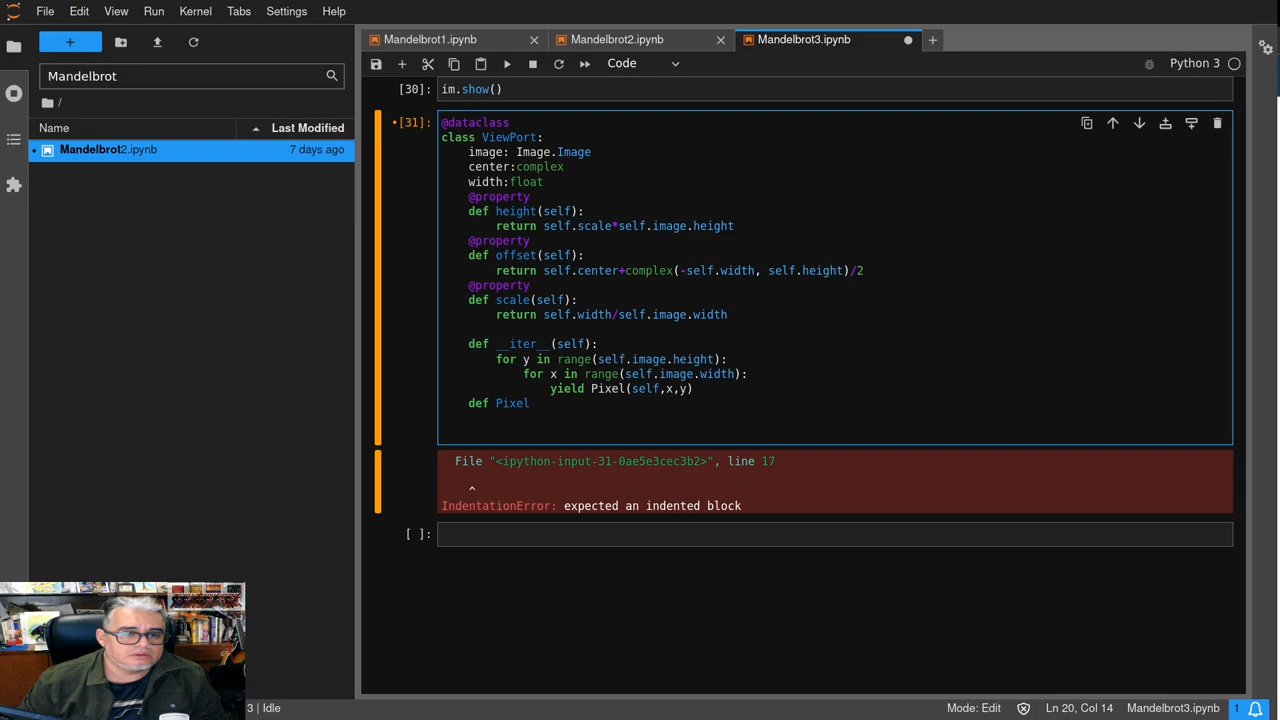 File Edit View Run Kernel Tabs Settings Help
Mandelbrot1.ipynb
Mandelbrot2.ipynb
Mandelbrot3.ipynb
Code
Python 3
Mandelbrot
/
Name Last Modified
Mandelbrot2.ipynb 7 days ago
[30]: im.show()
•[31]: @dataclass
class ViewPort:
    image: Image.Image
    center:complex
    width:float
    @property
    def height(self):
        return self.scale*self.image.height
    @property
    def offset(self):
        return self.center+complex(-self.width, self.height)/2
    @property
    def scale(self):
        return self.width/self.image.width
    def __iter__(self):
        for y in range(self.image.height):
            for x in range(self.image.width):
                yield Pixel(self,x,y)
    def Pixel
File "<ipython-input-31-0ae5e3cec3b2>", line 17
^
IndentationError: expected an indented block
[ ]:
3 | Idle
Mode: Edit
Ln 20, Col 14
Mandelbrot3.ipynb
1